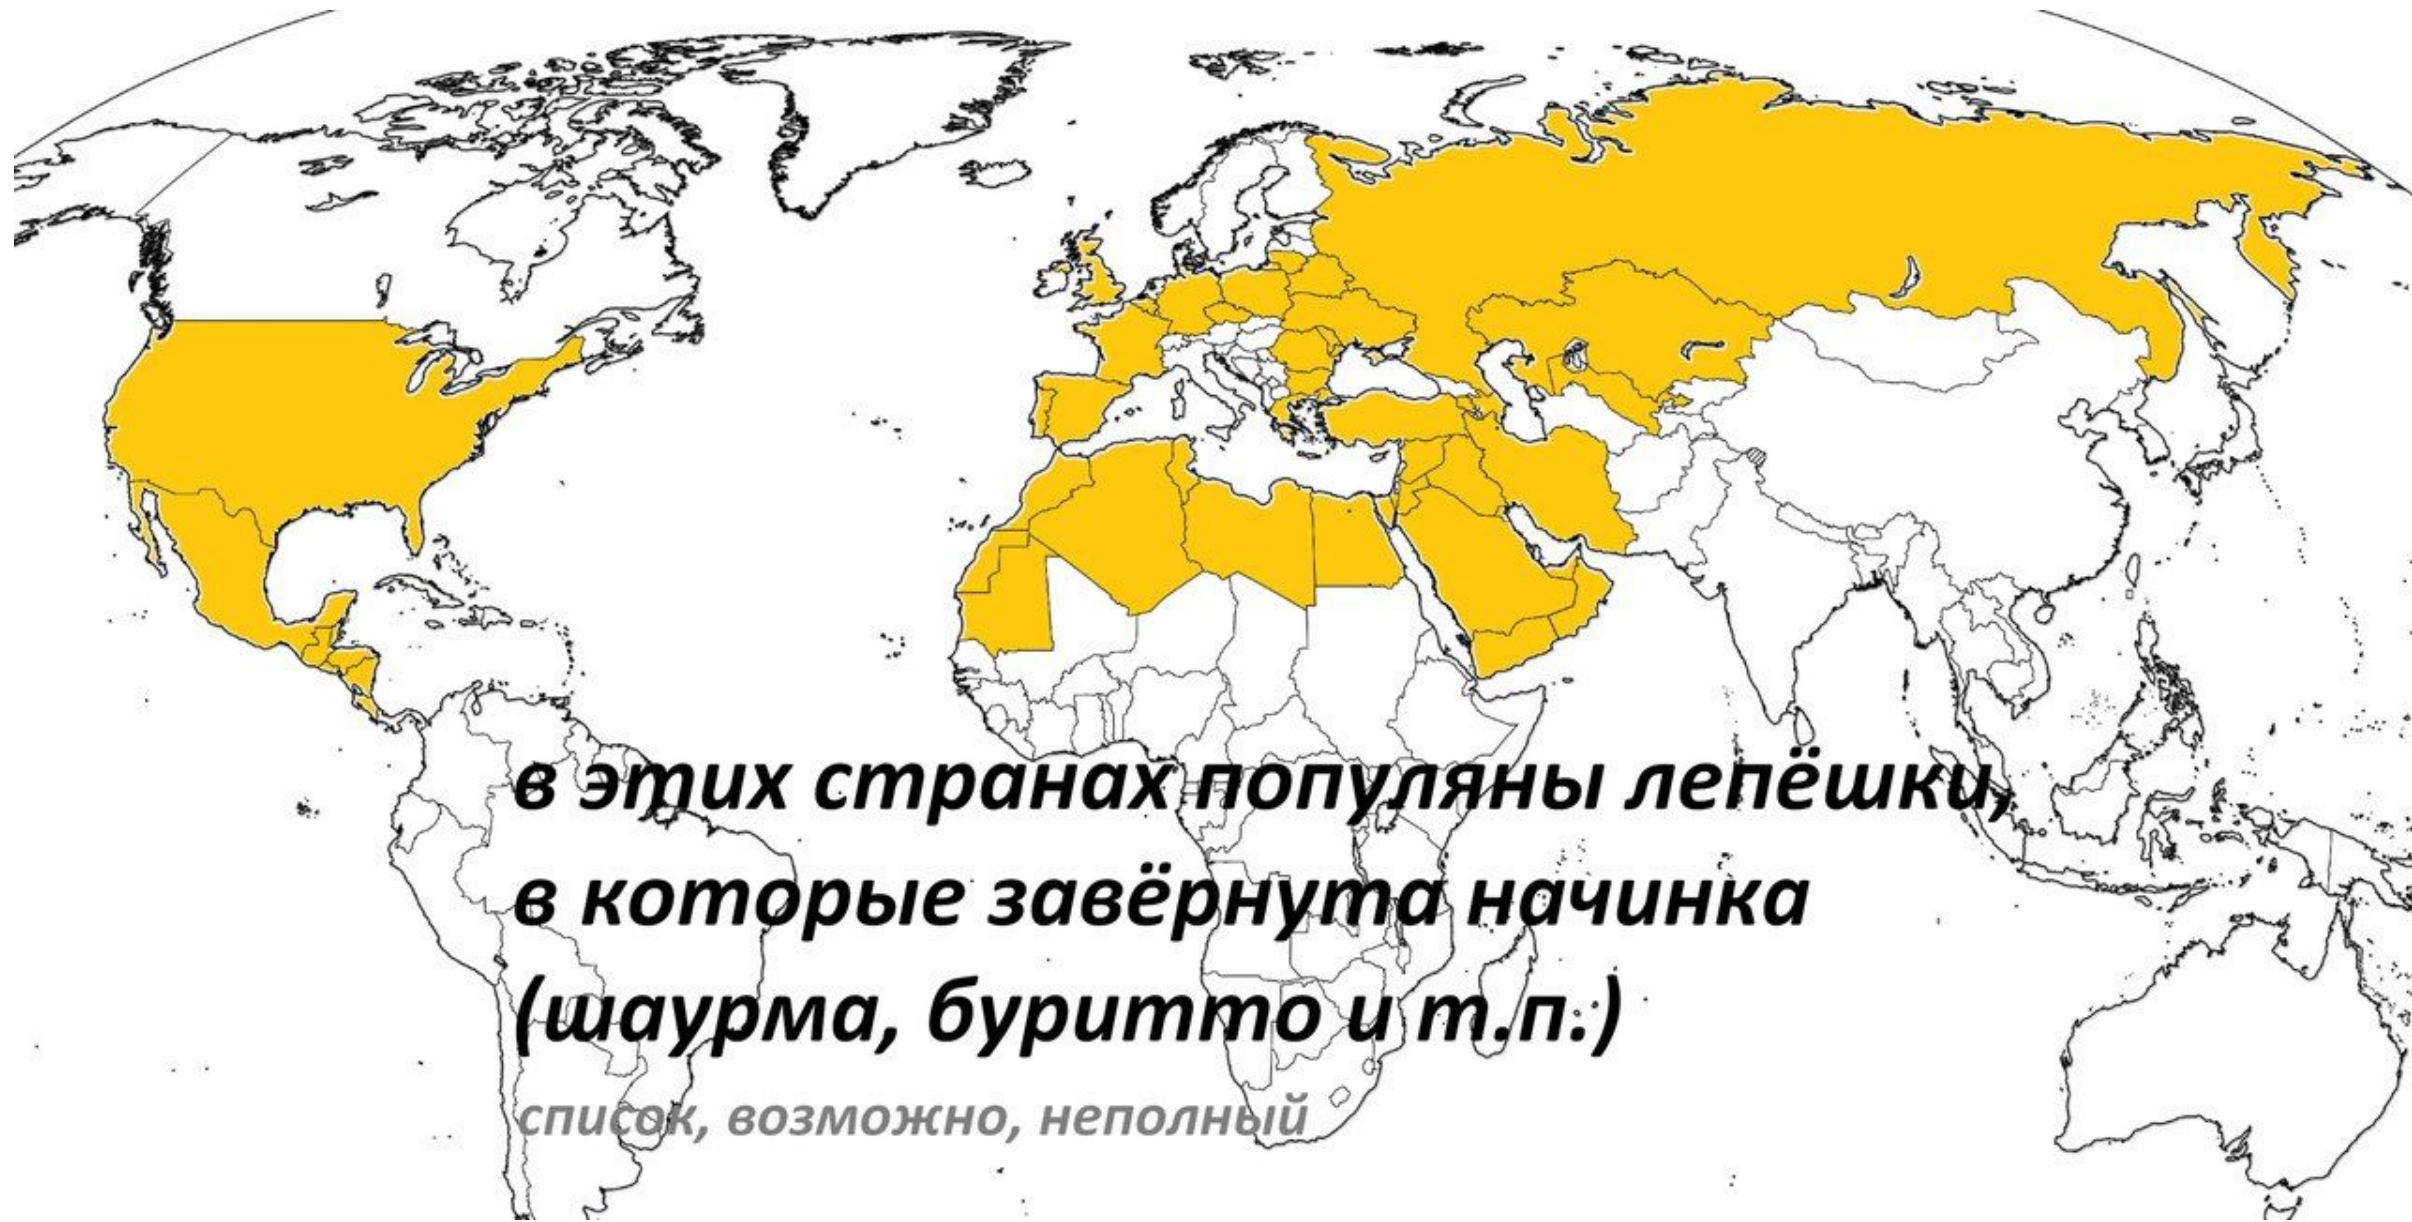 в этих странах популяны лепёшки,
в которые завёрнута начинка
(шаурма, буритто и т.п.)
список, возможно, неполный